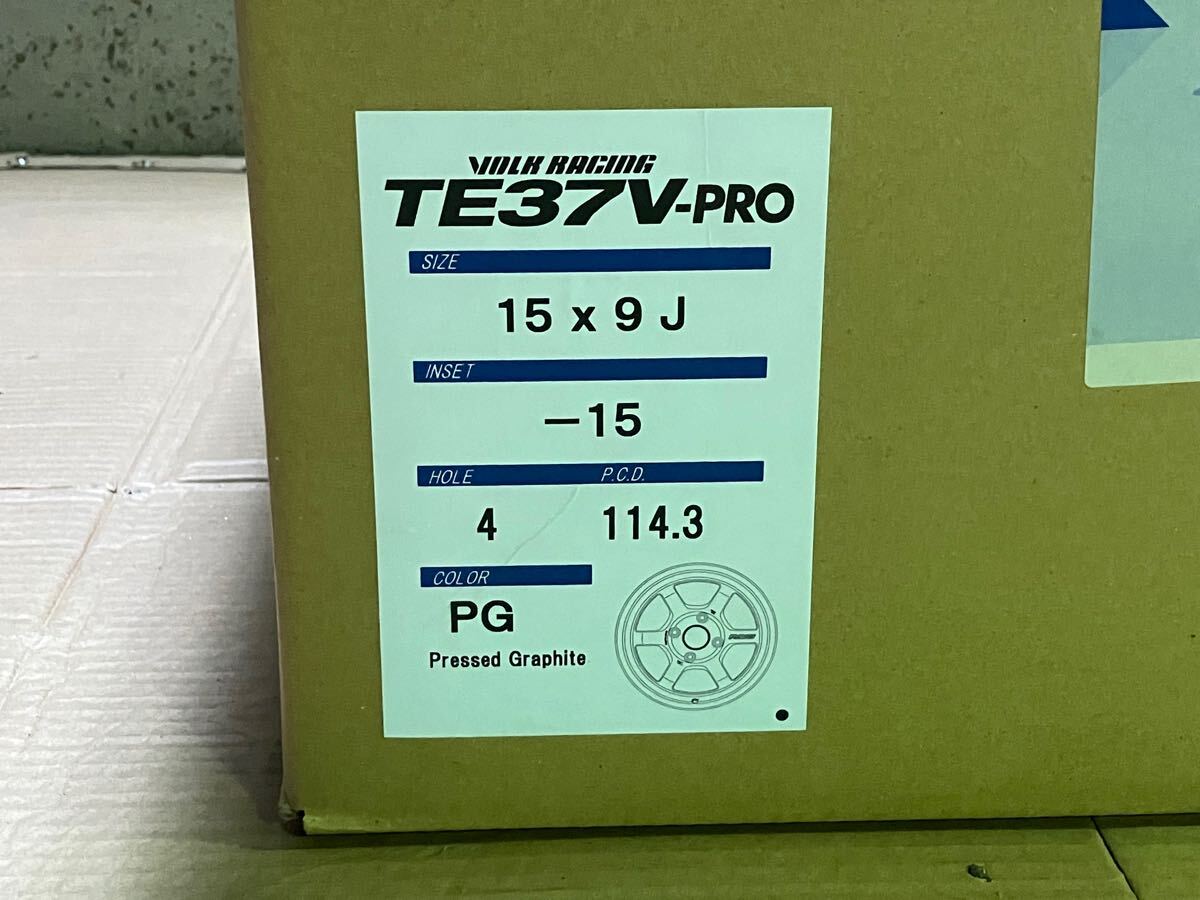 VOLK RACING
TE37V-PRO
SIZE
15 x 9 J
INSET
−15
HOLE P.C.D.
4 114.3
COLOR
PG
Pressed Graphite